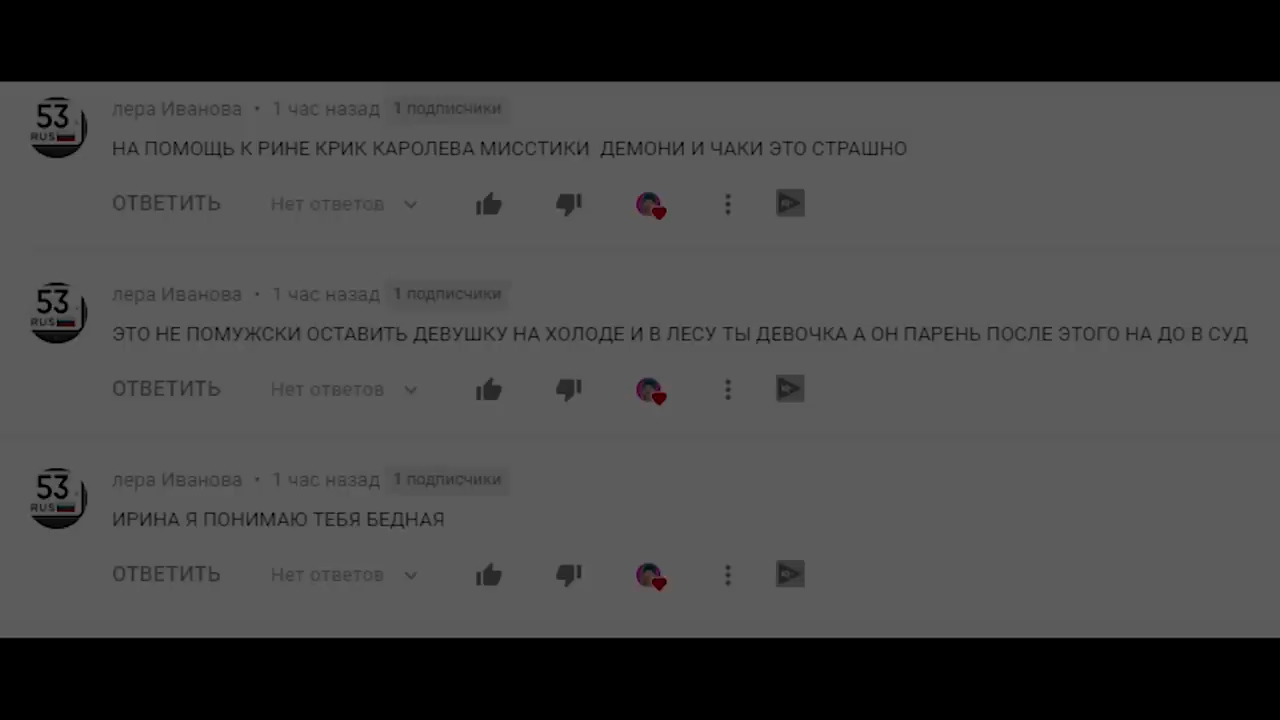 53
RUS
лера Иванова • 1 час назад 1 подписчики
НА ПОМОЩЬ К РИНЕ КРИК КАРОЛЕВА МИССТИКИ ДЕМОНИ И ЧАКИ ЭТО СТРАШНО
ОТВЕТИТЬ Нет ответов
53
RUS
лера Иванова • 1 час назад 1 подписчики
ЭТО НЕ ПОМУЖСКИ ОСТАВИТЬ ДЕВУШКУ НА ХОЛОДЕ И В ЛЕСУ ТЫ ДЕВОЧКА А ОН ПАРЕНЬ ПОСЛЕ ЭТОГО НА ДО В СУД
ОТВЕТИТЬ Нет ответов
53
RUS
лера Иванова • 1 час назад 1 подписчики
ИРИНА Я ПОНИМАЮ ТЕБЯ БЕДНАЯ
ОТВЕТИТЬ Нет ответов